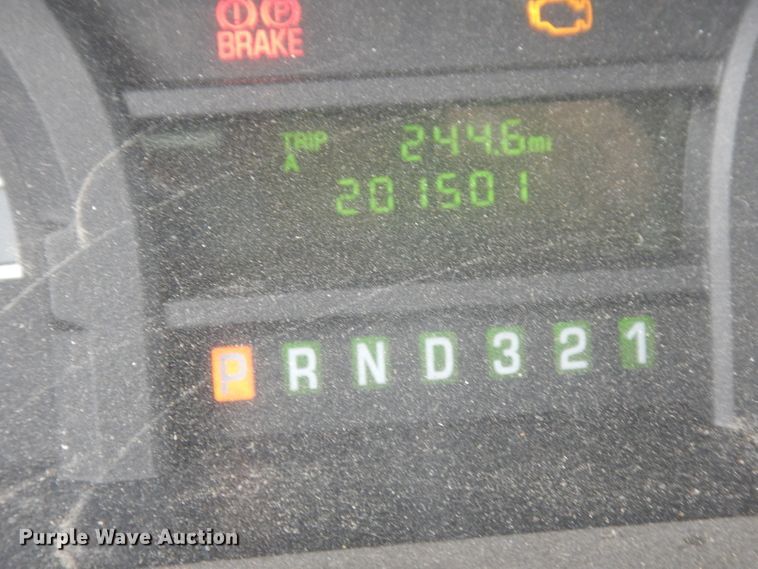 BRAKE
TRIP 244.6mi
A
201501
P R N D 3 2 1
Purple Wave Auction